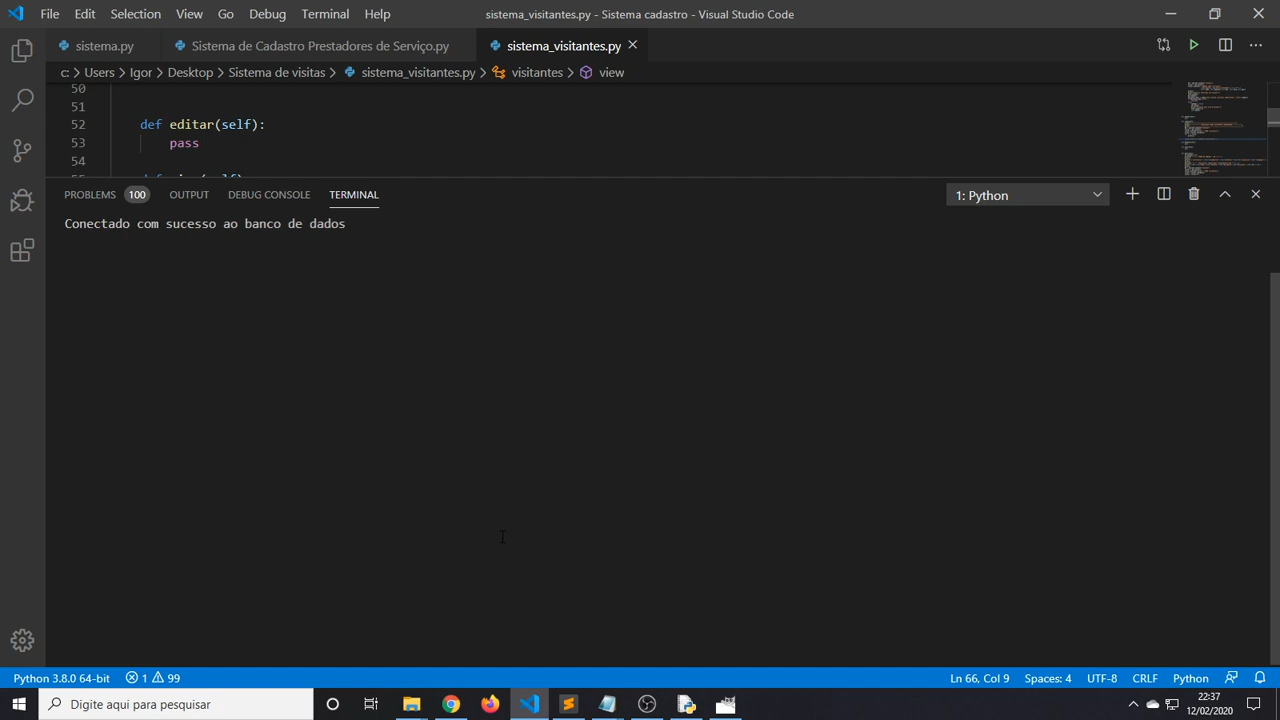 File Edit Selection View Go Debug Terminal Help sistema_visitantes.py - Sistema cadastro - Visual Studio Code
sistema.py Sistema de Cadastro Prestadores de Serviço.py sistema_visitantes.py
c: > Users > Igor > Desktop > Sistema de visitas > sistema_visitantes.py > visitantes > view
50
51
52 def editar(self):
53 pass
54
PROBLEMS 100 OUTPUT DEBUG CONSOLE TERMINAL 1: Python
Conectado com sucesso ao banco de dados
Python 3.8.0 64-bit 1 99 Ln 66, Col 9 Spaces: 4 UTF-8 CRLF Python
Digite aqui para pesquisar
22:37
12/02/2020